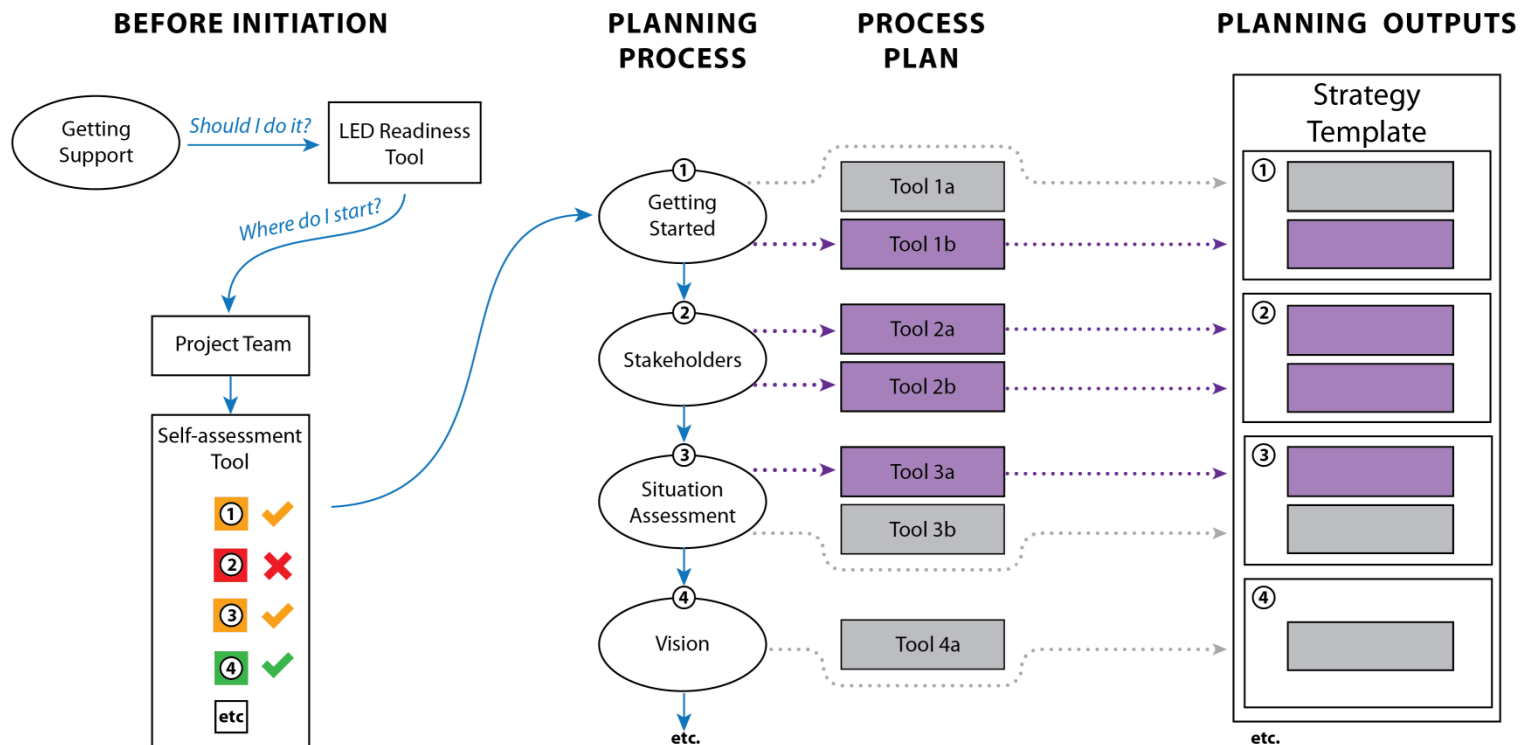 BEFORE INITIATION
Getting
Support
Should I do it?
LED Readiness
Tool
Where do I start?
Project Team
Self-assessment
Tool
1
2
3
4
etc
PLANNING
PROCESS
1
Getting
Started
2
Stakeholders
3
Situation
Assessment
4
Vision
etc.
PROCESS
PLAN
Tool 1a
Tool 1b
Tool 2a
Tool 2b
Tool 3a
Tool 3b
Tool 4a
PLANNING OUTPUTS
Strategy
Template
1
2
3
4
etc.